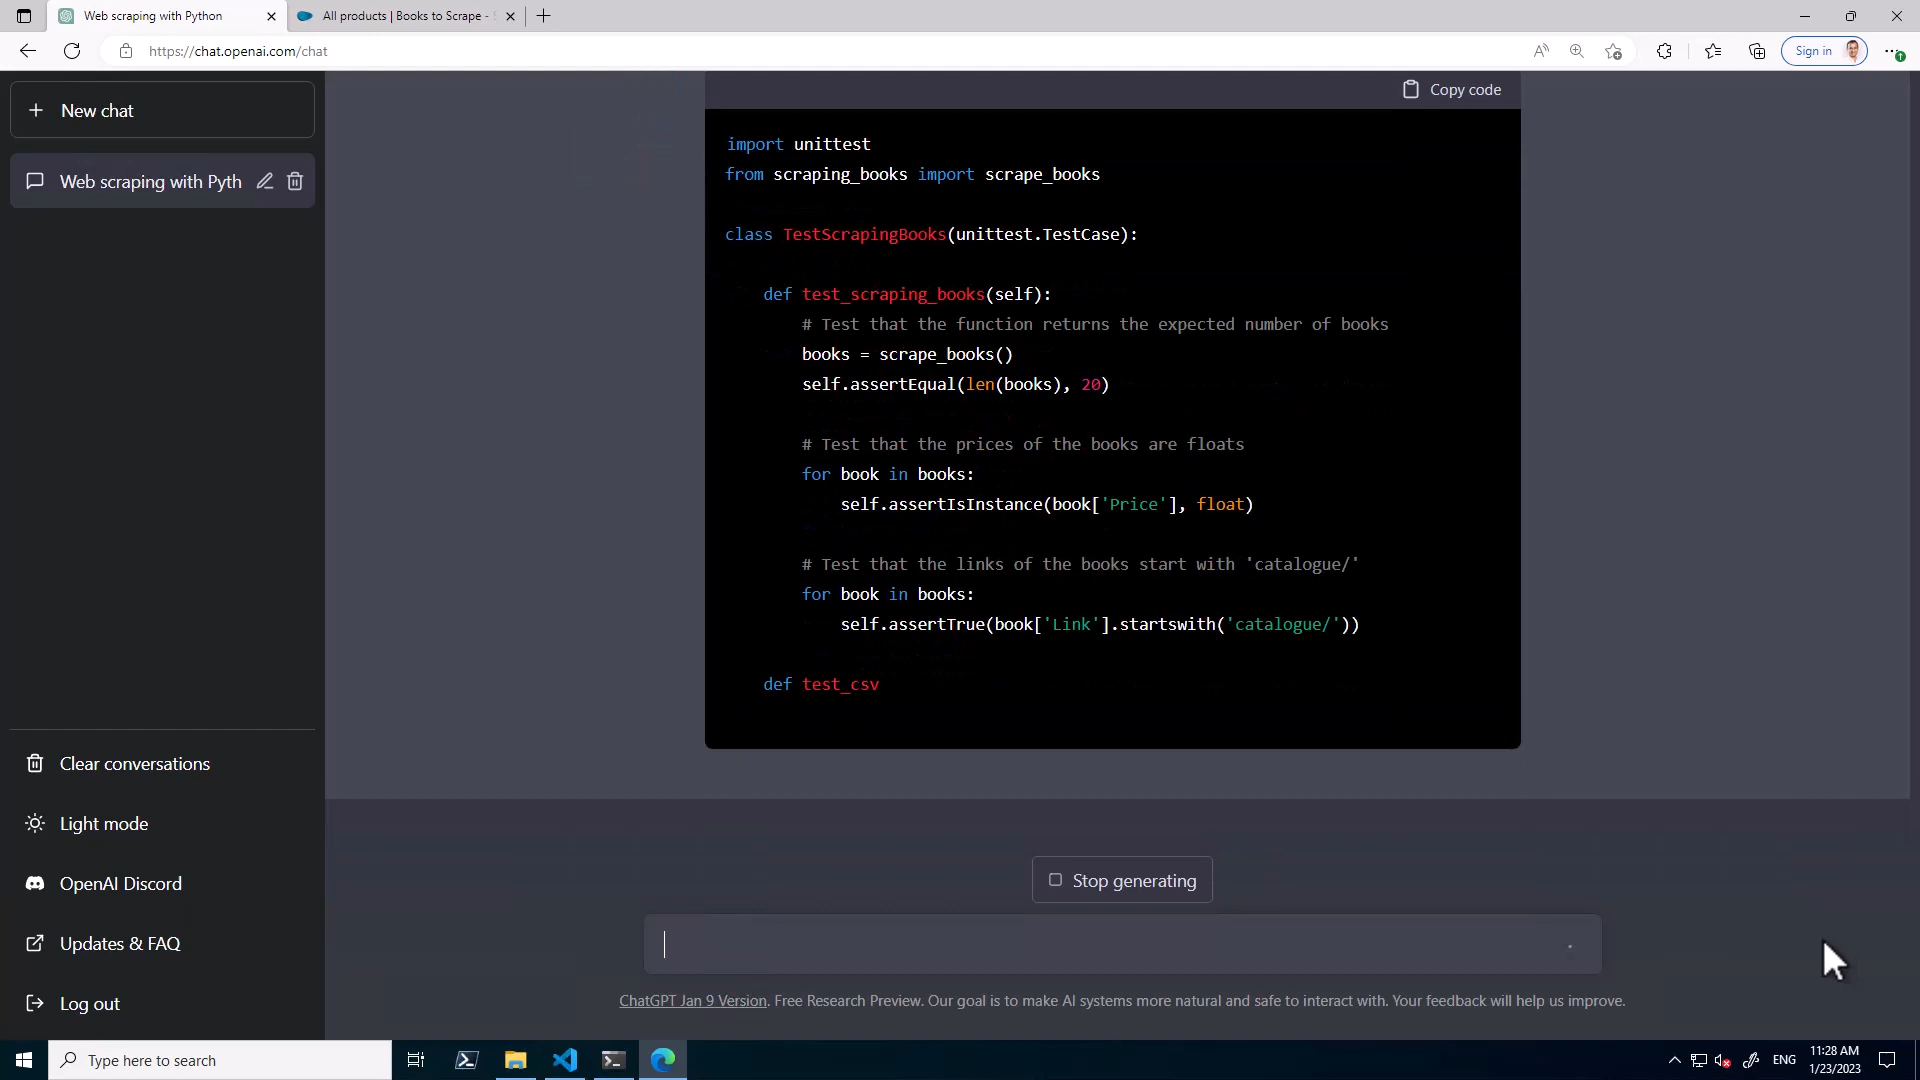 Web scraping with Python
All products | Books to Scrape -
https://chat.openai.com/chat
Sign in
New chat
Web scraping with Pyth
Copy code
import unittest
from scraping_books import scrape_books
class TestScrapingBooks(unittest.TestCase):
def test_scraping_books(self):
# Test that the function returns the expected number of books
books = scrape_books()
self.assertEqual(len(books), 20)
# Test that the prices of the books are floats
for book in books:
self.assertIsInstance(book['Price'], float)
# Test that the links of the books start with 'catalogue/'
for book in books:
self.assertTrue(book['Link'].startswith('catalogue/'))
def test_csv
Clear conversations
Light mode
OpenAI Discord
Updates & FAQ
Log out
Stop generating
ChatGPT Jan 9 Version. Free Research Preview. Our goal is to make AI systems more natural and safe to interact with. Your feedback will help us improve.
Type here to search
ENG
11:28 AM
1/23/2023